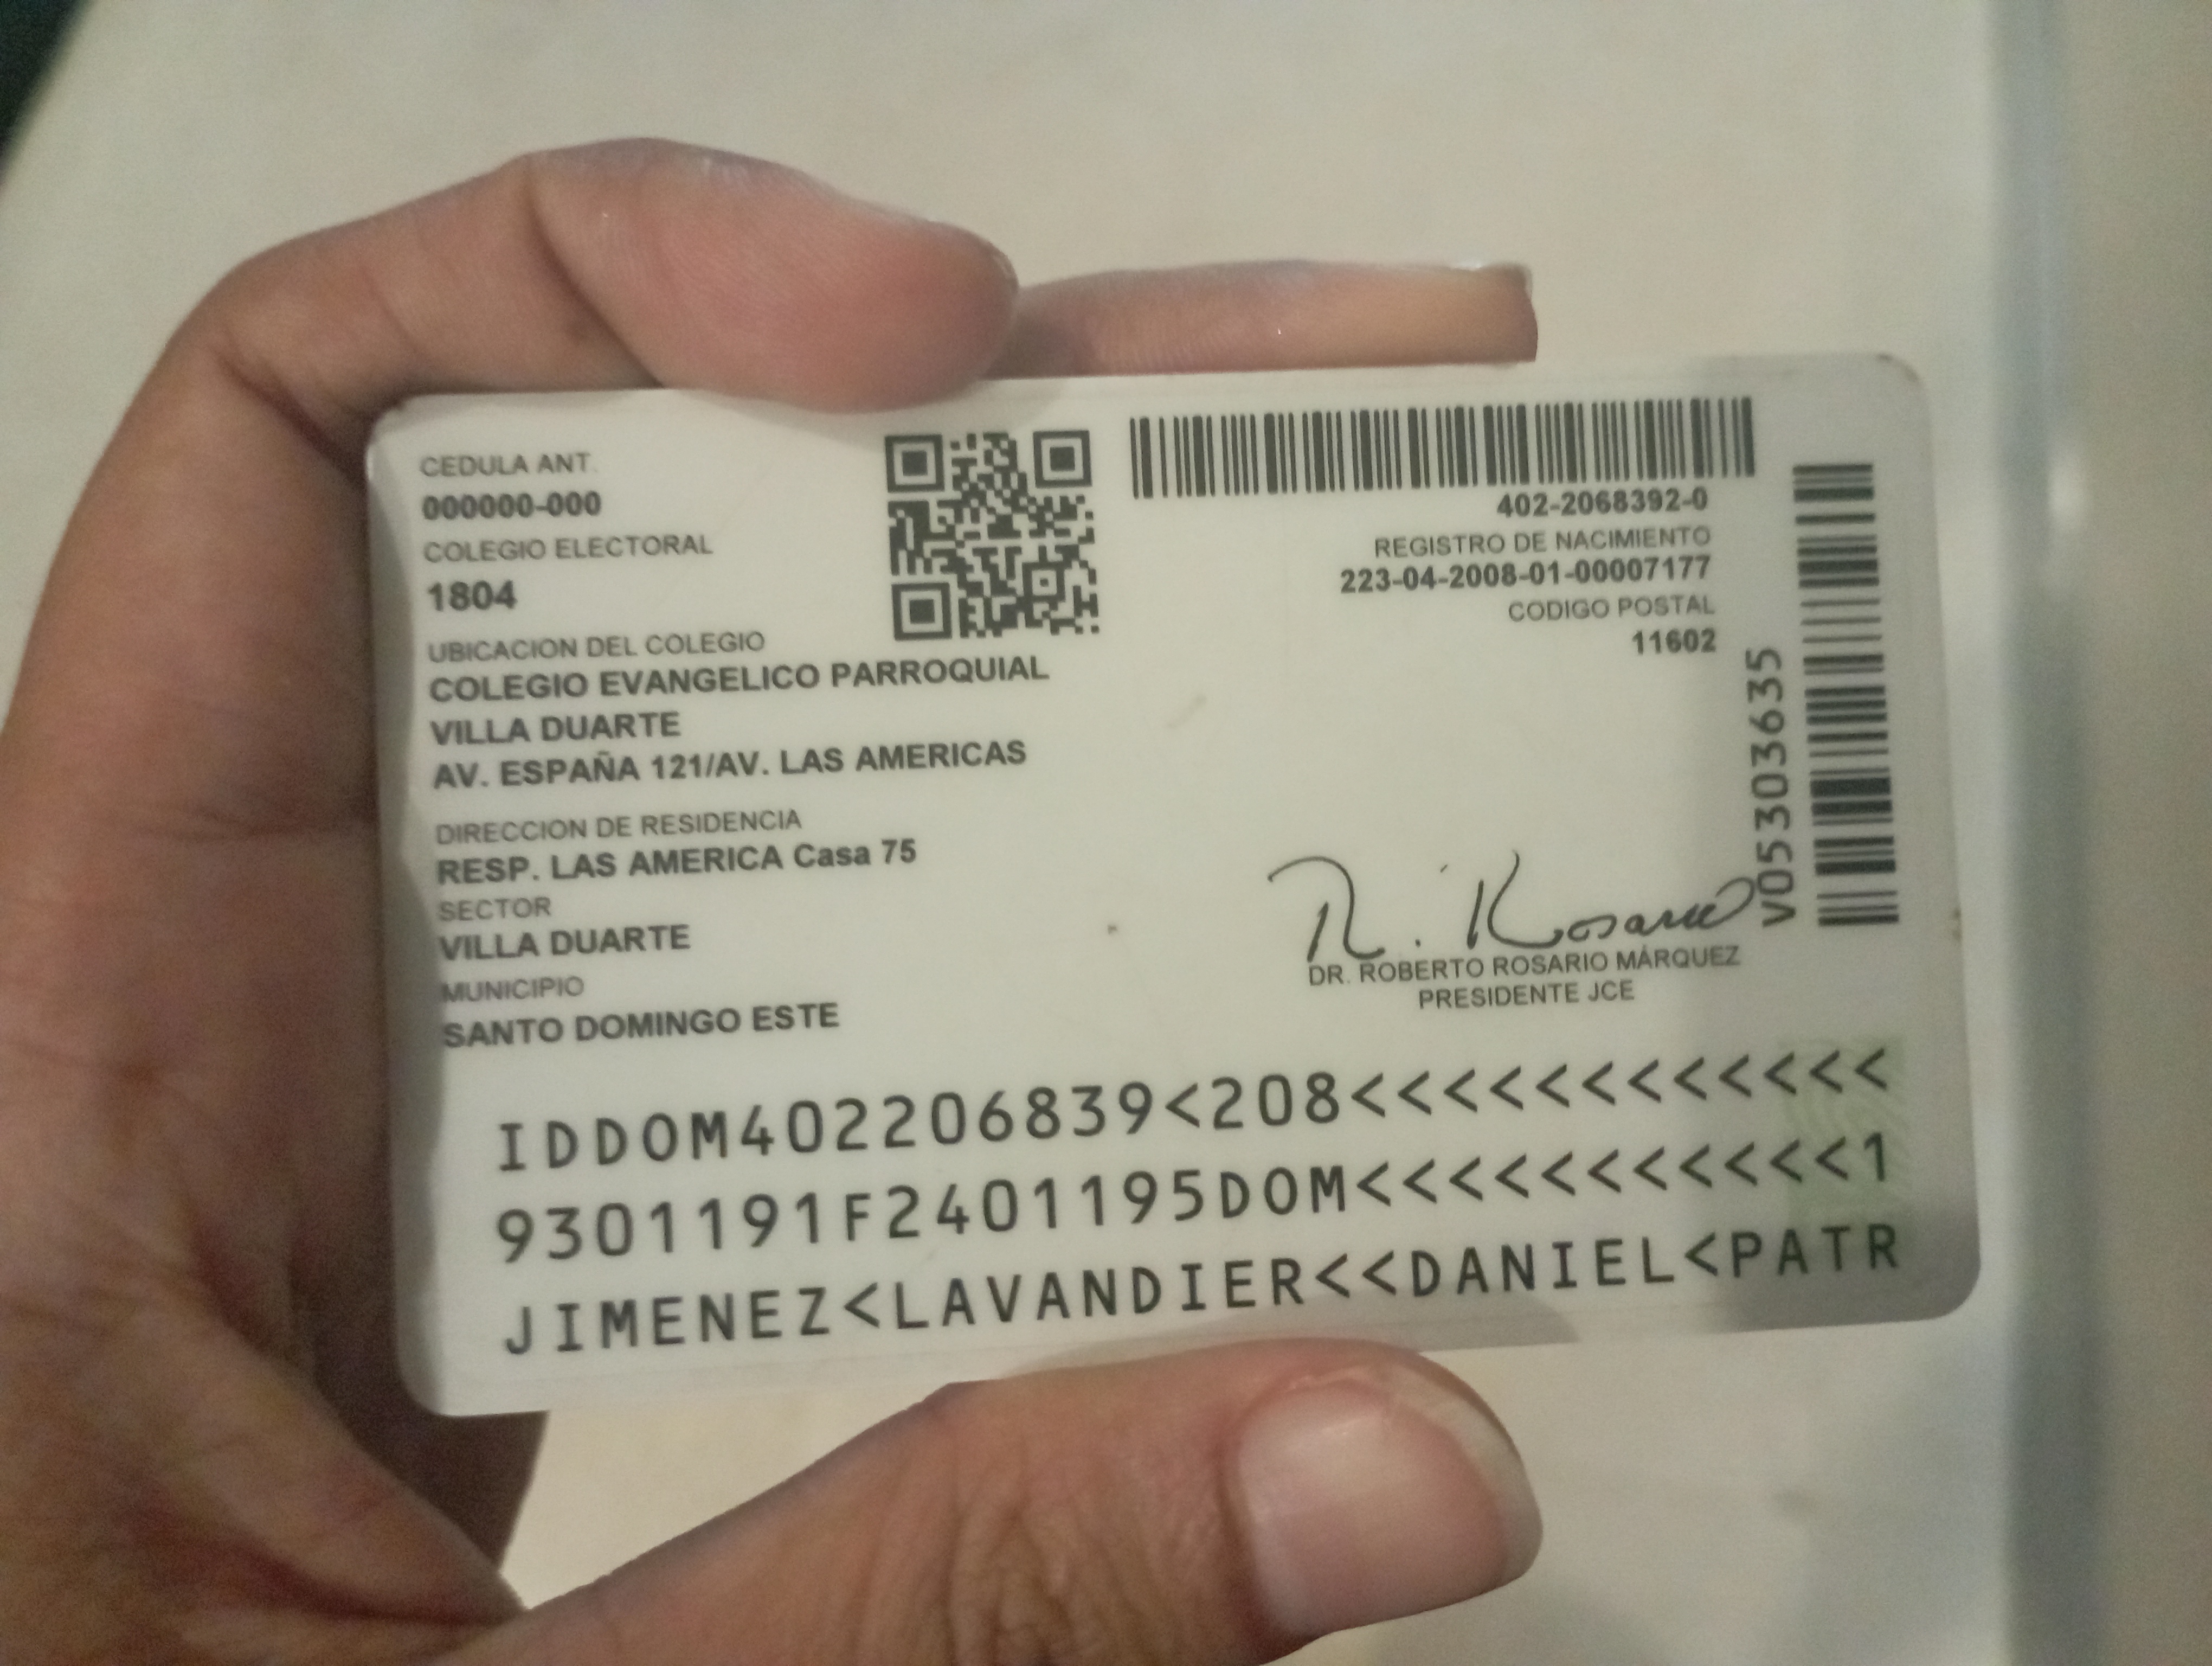 CEDULA ANT.
000000-000
COLEGIO ELECTORAL
1804
UBICACION DEL COLEGIO
COLEGIO EVANGELICO PARROQUIAL
VILLA DUARTE
AV. ESPAÑA 121/AV. LAS AMERICAS
DIRECCION DE RESIDENCIA
RESP. LAS AMERICA Casa 75
SECTOR
VILLA DUARTE
MUNICIPIO
SANTO DOMINGO ESTE
402-2068392-0
REGISTRO DE NACIMIENTO
223-04-2008-01-00007177
CODIGO POSTAL
11602
V05303635
DR. ROBERTO ROSARIO MÁRQUEZ
PRESIDENTE JCE
IDDOM402206839<208<<<<<<<<<<<<
9301191F2401195DOM<<<<<<<<<<<1
JIMENEZ<LAVANDIER<<DANIEL<PATR